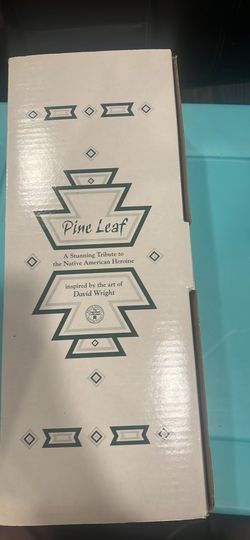 Pine Leaf
A Stunning Tribute to
the Native American Heroine
inspired by the art of
David Wright